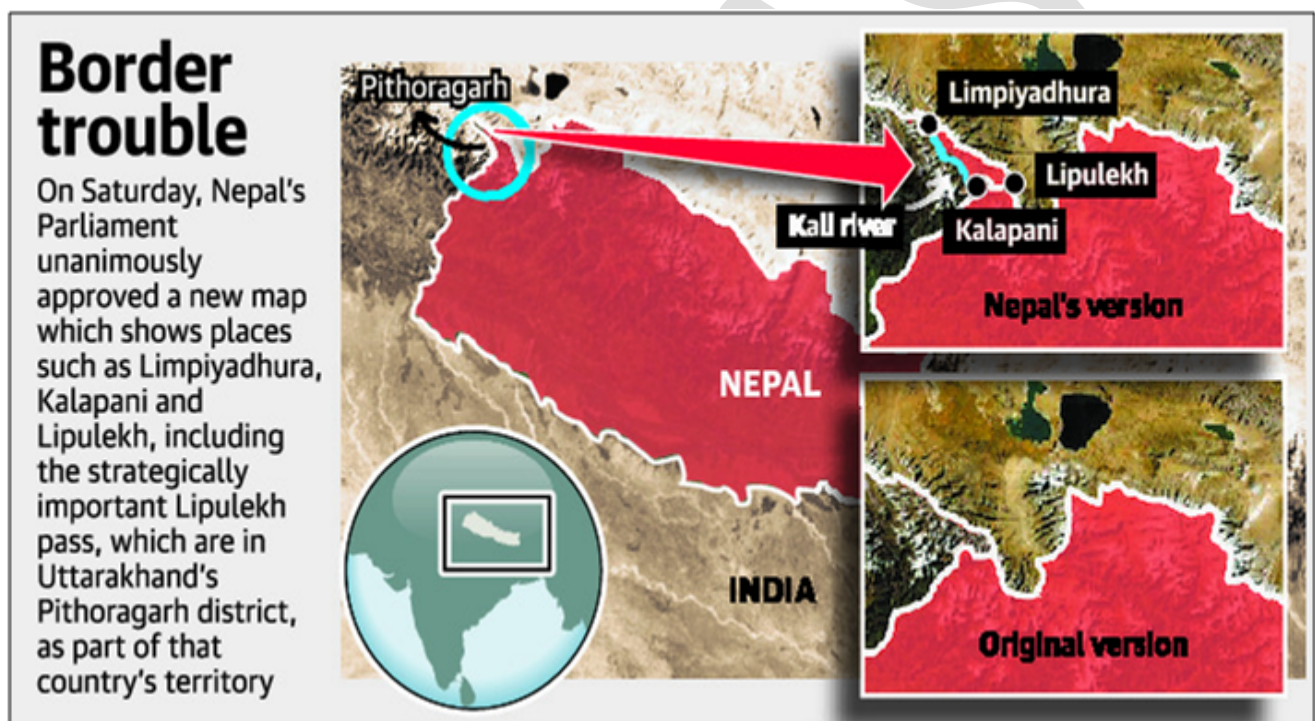 Border
trouble
On Saturday, Nepal's
Parliament
unanimously
approved a new map
which shows places
such as Limpiyadhura,
Kalapani and
Lipulekh, including
the strategically
important Lipulekh
pass, which are in
Uttarakhand's
Pithoragarh district,
as part of that
country's territory
Pithoragarh
NEPAL
INDIA
Limpiyadhura
Lipulekh
Kali river
Kalapani
Nepal's version
Original version